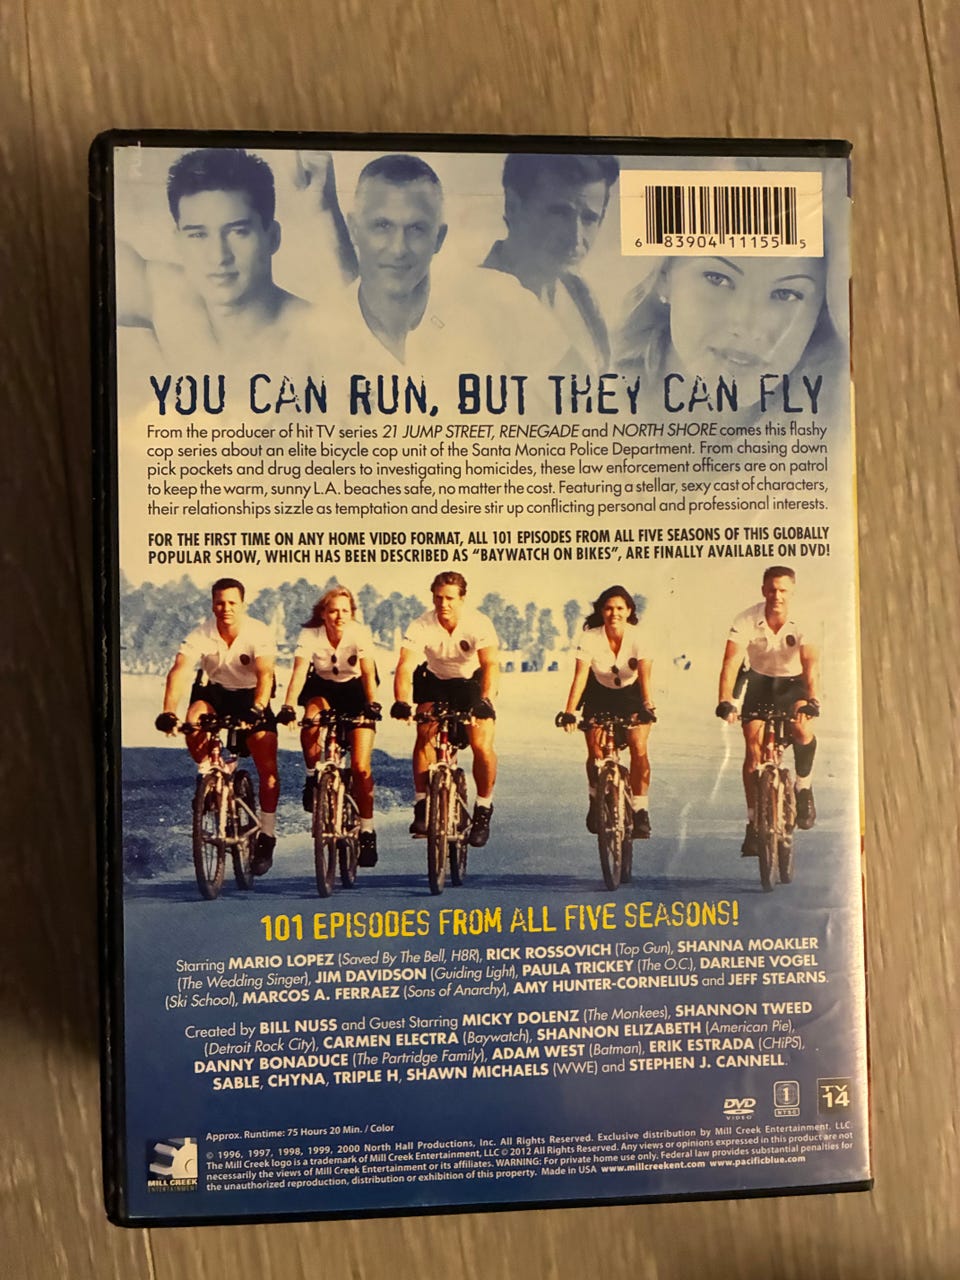 6 83904 11155 5
YOU CAN RUN, BUT THEY CAN FLY
From the producer of hit TV series 21 JUMP STREET, RENEGADE and NORTH SHORE comes this flashy
cop series about an elite bicycle cop unit of the Santa Monica Police Department. From chasing down
pick pockets and drug dealers to investigating homicides, these law enforcement officers are on patrol
to keep the warm, sunny L.A. beaches safe, no matter the cost. Featuring a stellar, sexy cast of characters,
their relationships sizzle as temptation and desire stir up conflicting personal and professional interests.
FOR THE FIRST TIME ON ANY HOME VIDEO FORMAT, ALL 101 EPISODES FROM ALL FIVE SEASONS OF THIS GLOBALLY
POPULAR SHOW, WHICH HAS BEEN DESCRIBED AS "BAYWATCH ON BIKES", ARE FINALLY AVAILABLE ON DVD!
101 EPISODES FROM ALL FIVE SEASONS!
Starring MARIO LOPEZ (Saved By The Bell, H8R), RICK ROSSOVICH (Top Gun), SHANNA MOAKLER
(The Wedding Singer), JIM DAVIDSON (Guiding Light), PAULA TRICKEY (The O.C.), DARLENE VOGEL
(Ski School), MARCOS A. FERRAEZ (Sons of Anarchy), AMY HUNTER-CORNELIUS and JEFF STEARNS.
Created by BILL NUSS and Guest Starring MICKY DOLENZ (The Monkees), SHANNON TWEED
(Detroit Rock City), CARMEN ELECTRA (Baywatch), SHANNON ELIZABETH (American Pie),
DANNY BONADUCE (The Partridge Family), ADAM WEST (Batman), ERIK ESTRADA (CHiPS),
SABLE, CHYNA, TRIPLE H, SHAWN MICHAELS (WWE) and STEPHEN J. CANNELL.
DVD
VIDEO
1
NTSC
TV
14
Approx. Runtime: 75 Hours 20 Min. / Color
MILL CREEK
ENTERTAINMENT
© 1996, 1997, 1998, 1999, 2000 North Hall Productions, Inc. All Rights Reserved. Exclusive distribution by Mill Creek Entertainment, LLC.
The Mill Creek logo is a trademark of Mill Creek Entertainment, LLC © 2012 All Rights Reserved. Any views or opinions expressed in this product are not
necessarily the views of Mill Creek Entertainment or its affiliates. WARNING: For private home use only. Federal law provides substantial penalties for
the unauthorized reproduction, distribution or exhibition of this property. Made in USA www.millcreekent.com www.pacificblue.com